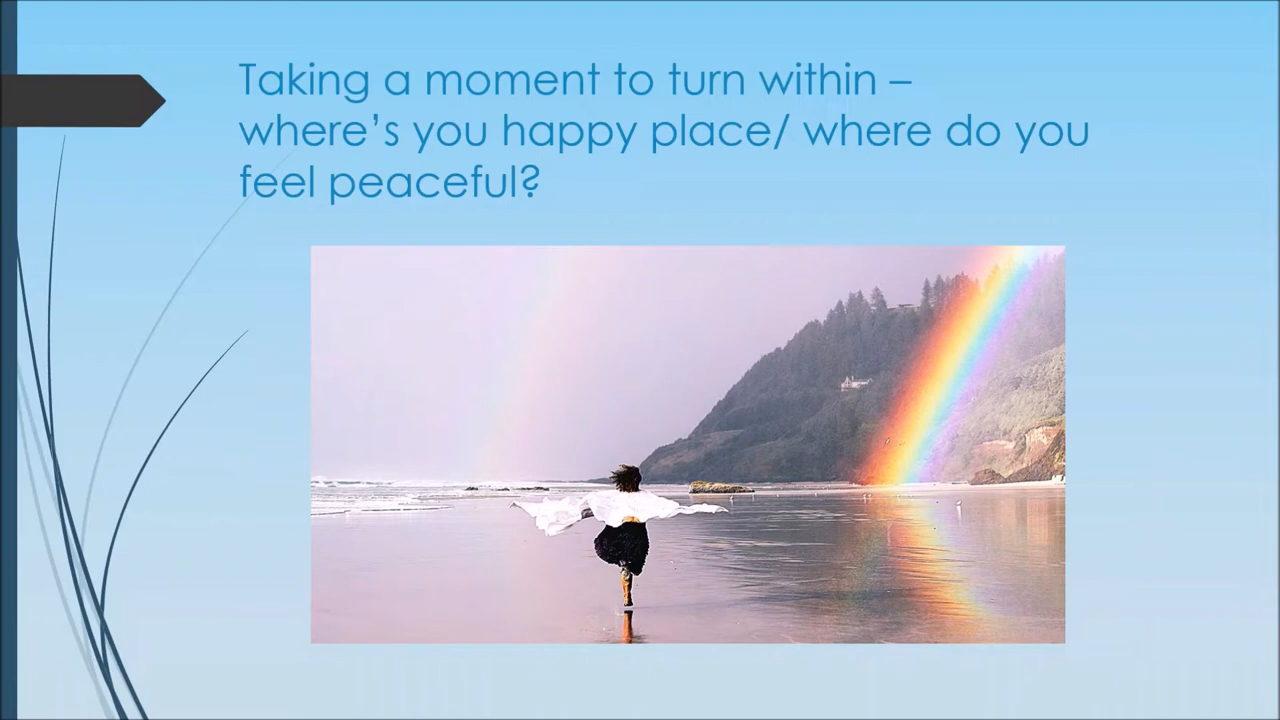 Taking a moment to turn within –
where’s you happy place/ where do you
feel peaceful?